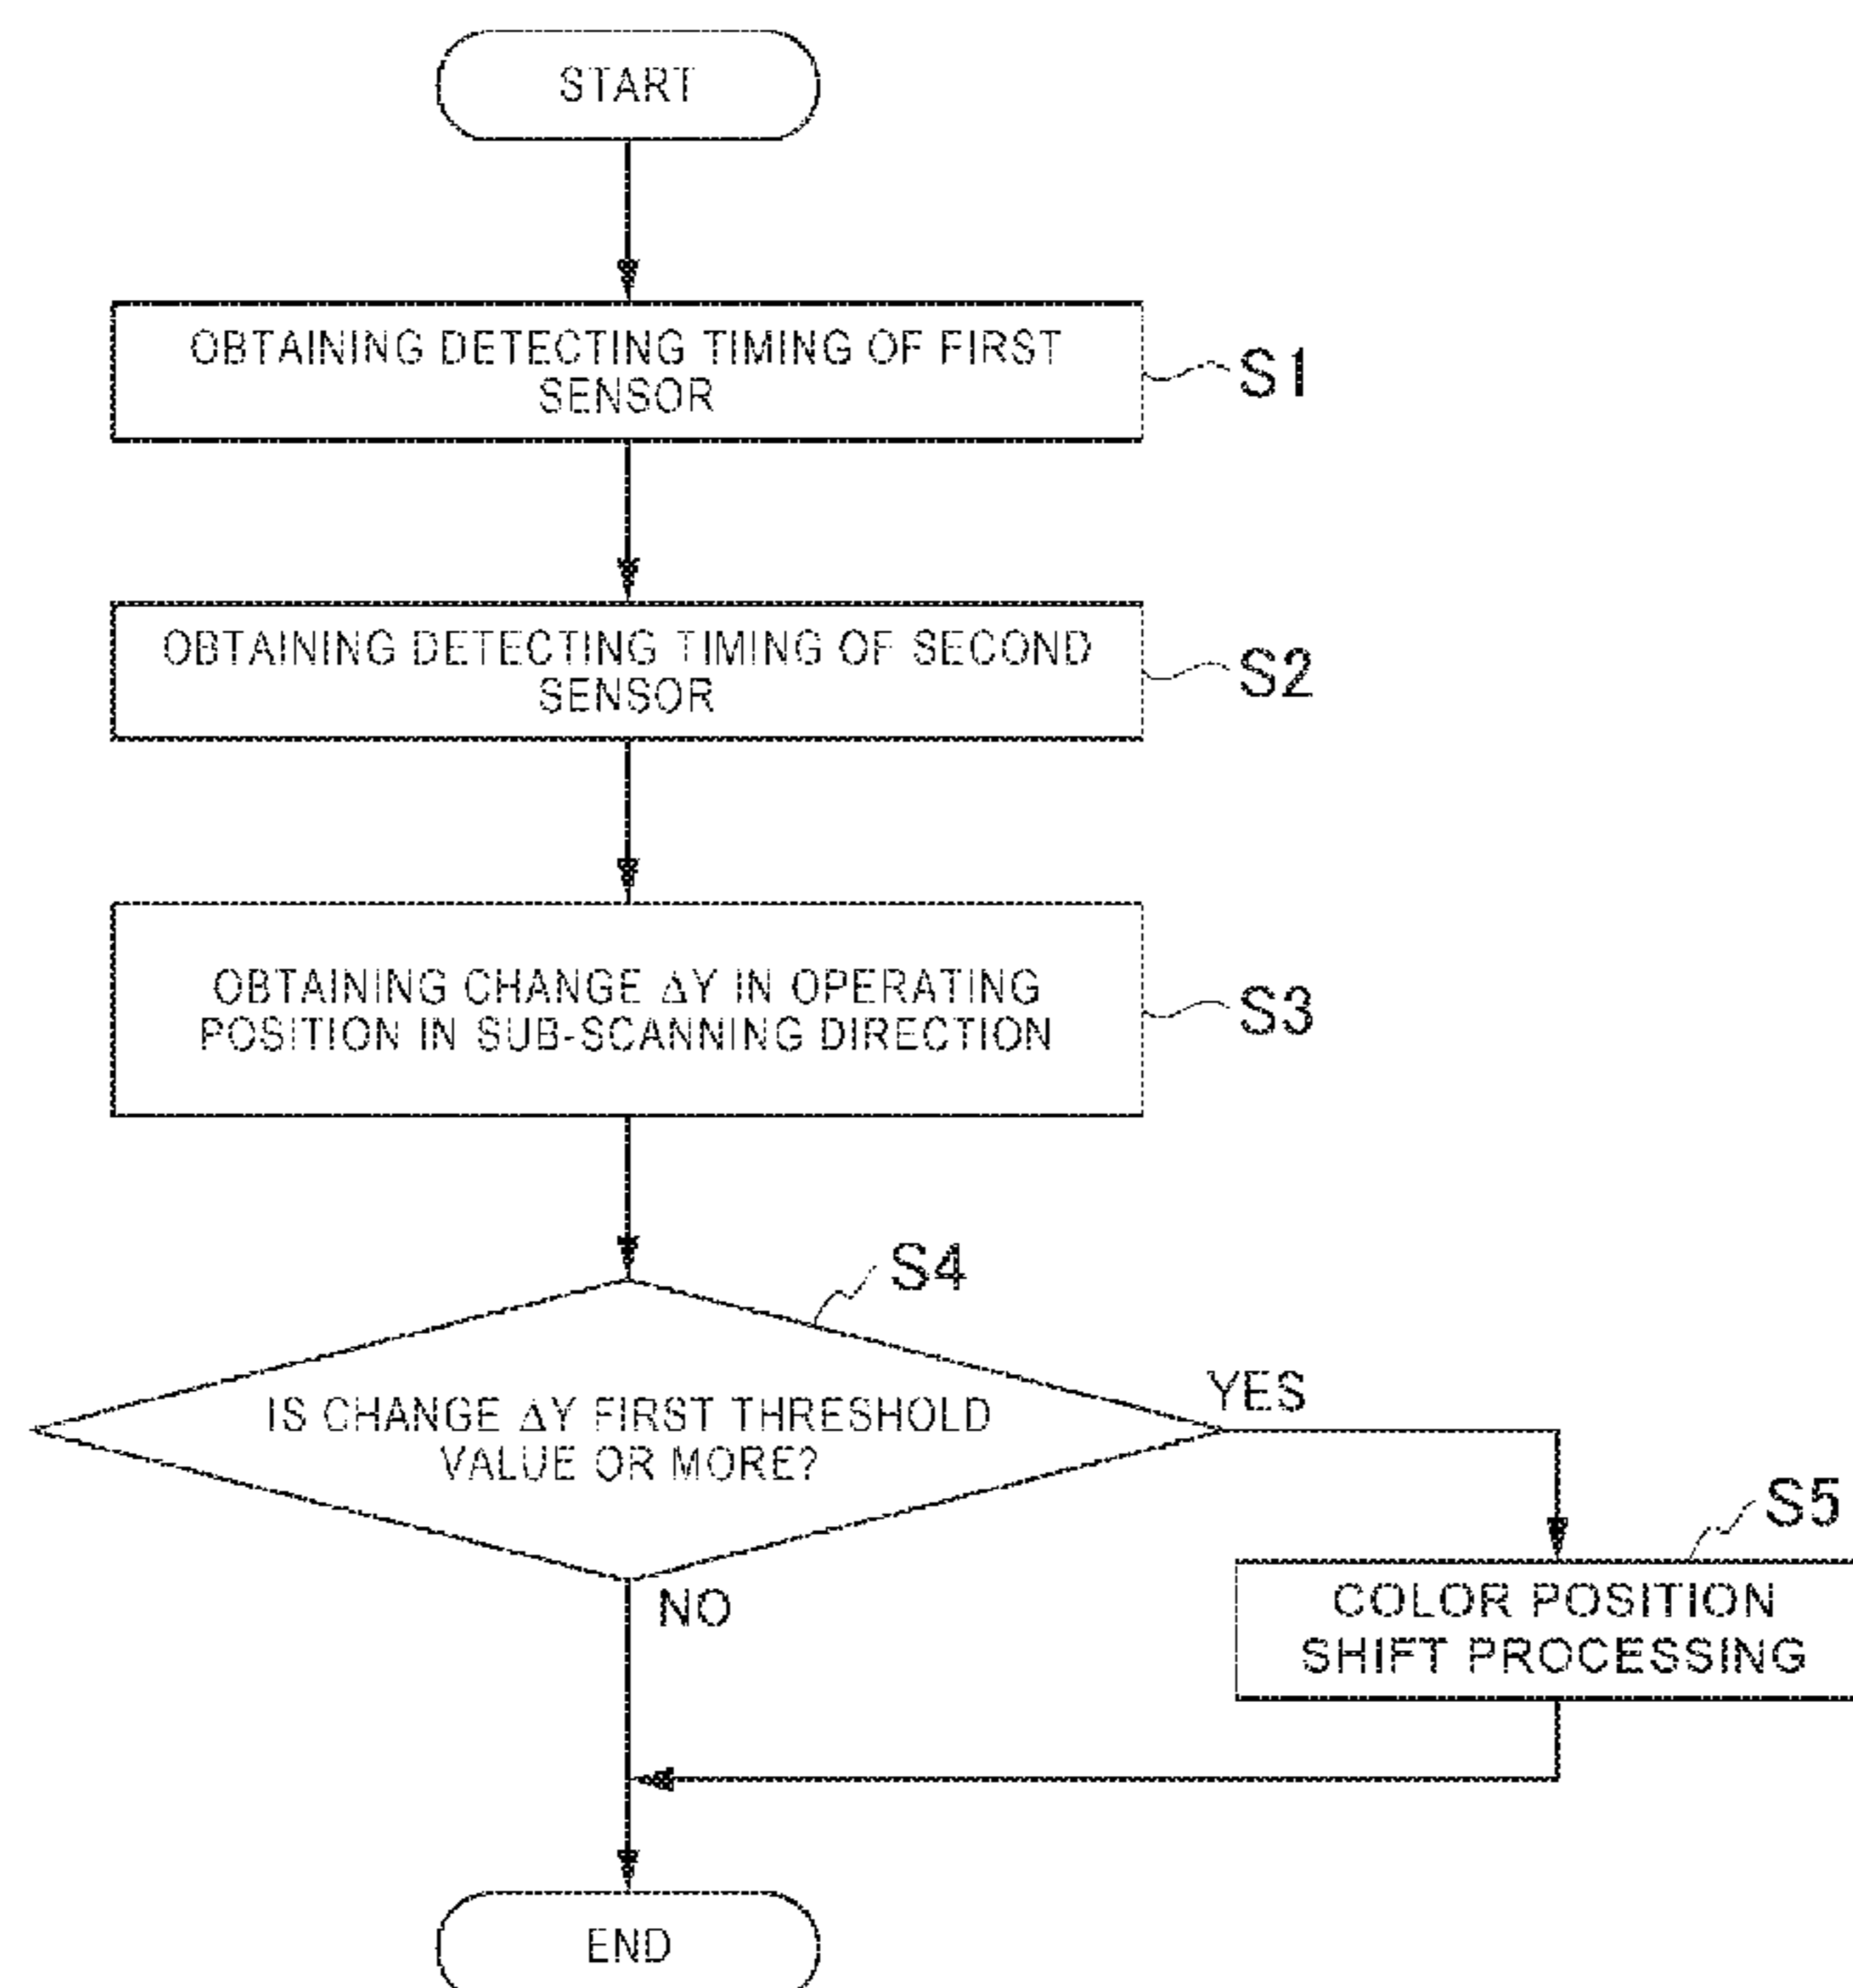 START
OBTAINING DETECTING TIMING OF FIRST
SENSOR
S1
OBTAINING DETECTING TIMING OF SECOND
SENSOR
S2
OBTAINING CHANGE ΔY IN OPERATING
POSITION IN SUB-SCANNING DIRECTION
S3
S4
IS CHANGE ΔY FIRST THRESHOLD
VALUE OR MORE?
YES
NO
S5
COLOR POSITION
SHIFT PROCESSING
END